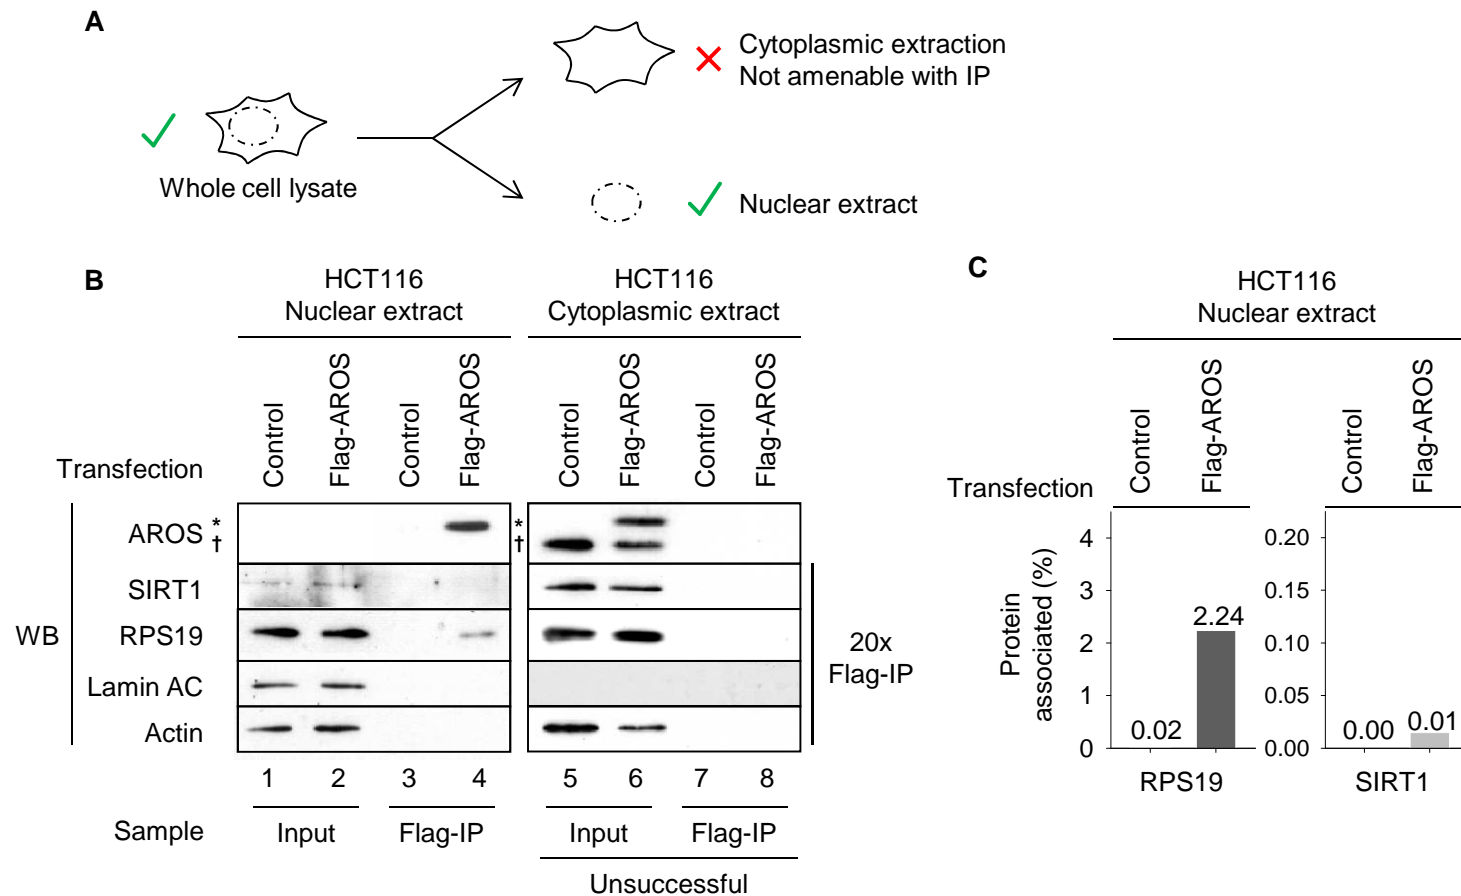 A
Cytoplasmic extraction
Not amenable with IP
Whole cell lysate
Nuclear extract
B
HCT116
Nuclear extract
HCT116
Cytoplasmic extract
Transfection
Control
Flag-AROS
Control
Flag-AROS
Control
Flag-AROS
Control
Flag-AROS
WB
AROS * †
* †
SIRT1
RPS19
Lamin AC
Actin
20x
Flag-IP
1 2 3 4 5 6 7 8
Sample Input Flag-IP Input Flag-IP
Unsuccessful
C
HCT116
Nuclear extract
Transfection
Control
Flag-AROS
Control
Flag-AROS
Protein
associated (%)
4
3
2
1
0
0.02
2.24
RPS19
0.20
0.15
0.10
0.05
0.00
0.00
0.01
SIRT1